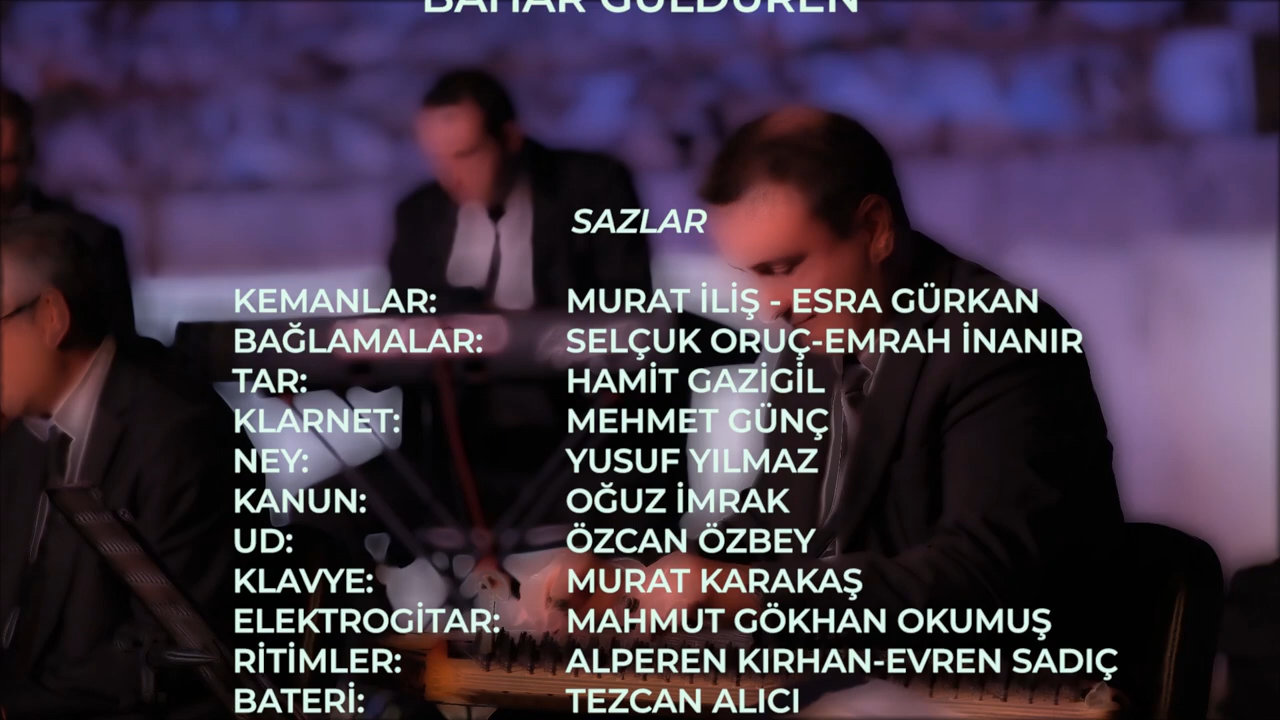 BAHAR GÜLDÜREN
SAZLAR
KEMANLAR: MURAT İLİŞ - ESRA GÜRKAN
BAĞLAMALAR: SELÇUK ORUÇ-EMRAH İNANIR
TAR: HAMİT GAZİGİL
KLARNET: MEHMET GÜNÇ
NEY: YUSUF YILMAZ
KANUN: OĞUZ İMRAK
UD: ÖZCAN ÖZBEY
KLAVYE: MURAT KARAKAŞ
ELEKTROGİTAR: MAHMUT GÖKHAN OKUMUŞ
RİTİMLER: ALPEREN KIRHAN-EVREN SADIÇ
BATERİ: TEZCAN ALICI